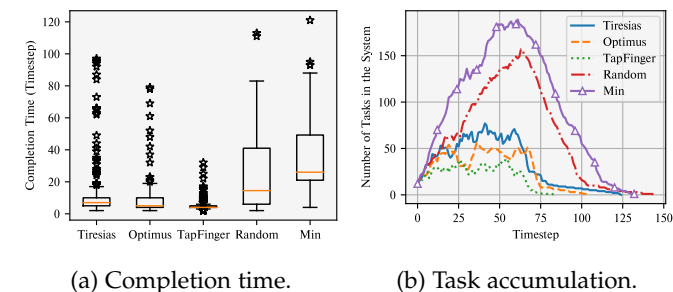 120
100
80
60
40
20
0
Completion Time (Timestep)
Tiresias Optimus TapFinger Random Min
(a) Completion time.
150
100
50
0
Number of Tasks in the System
Tiresias
Optimus
TapFinger
Random
Min
0 25 50 75 100 125 150
Timestep
(b) Task accumulation.